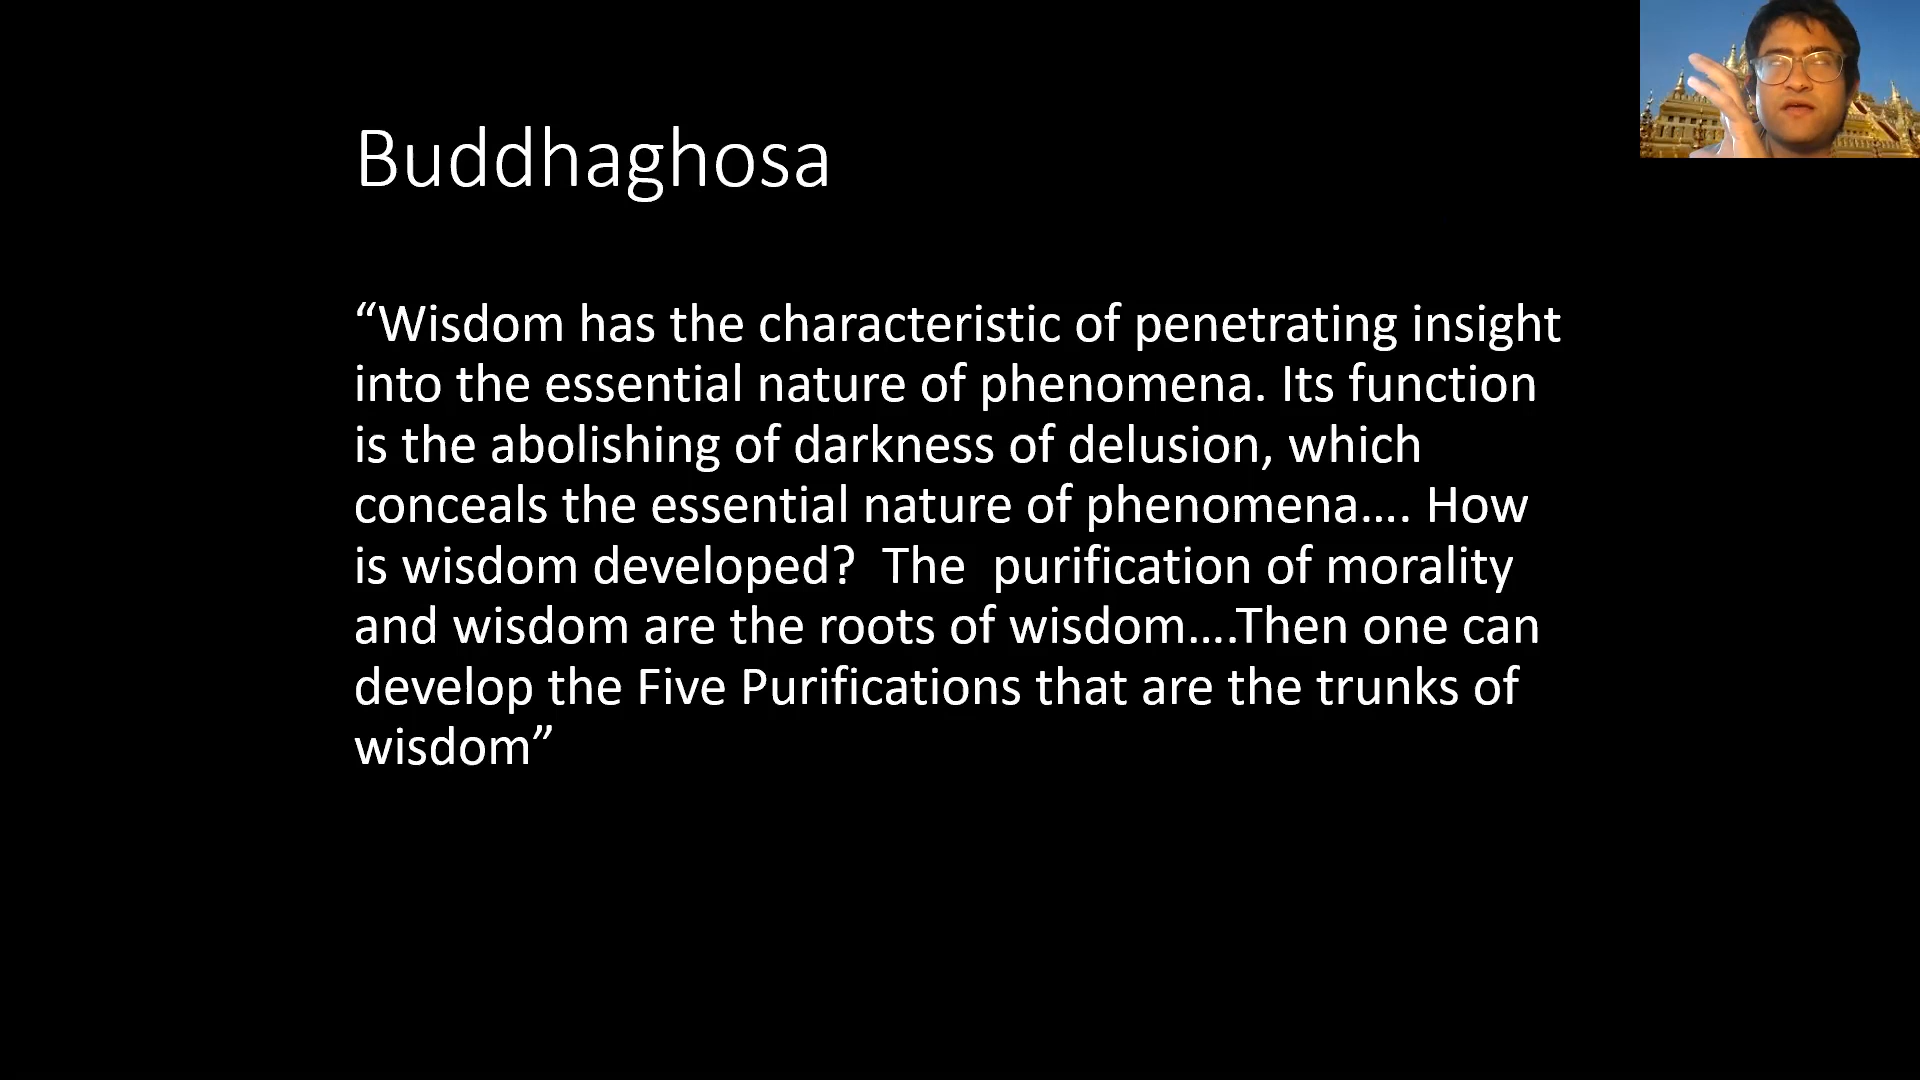 Buddhaghosa
“Wisdom has the characteristic of penetrating insight
into the essential nature of phenomena. Its function
is the abolishing of darkness of delusion, which
conceals the essential nature of phenomena…. How
is wisdom developed?  The  purification of morality
and wisdom are the roots of wisdom….Then one can
develop the Five Purifications that are the trunks of
wisdom”